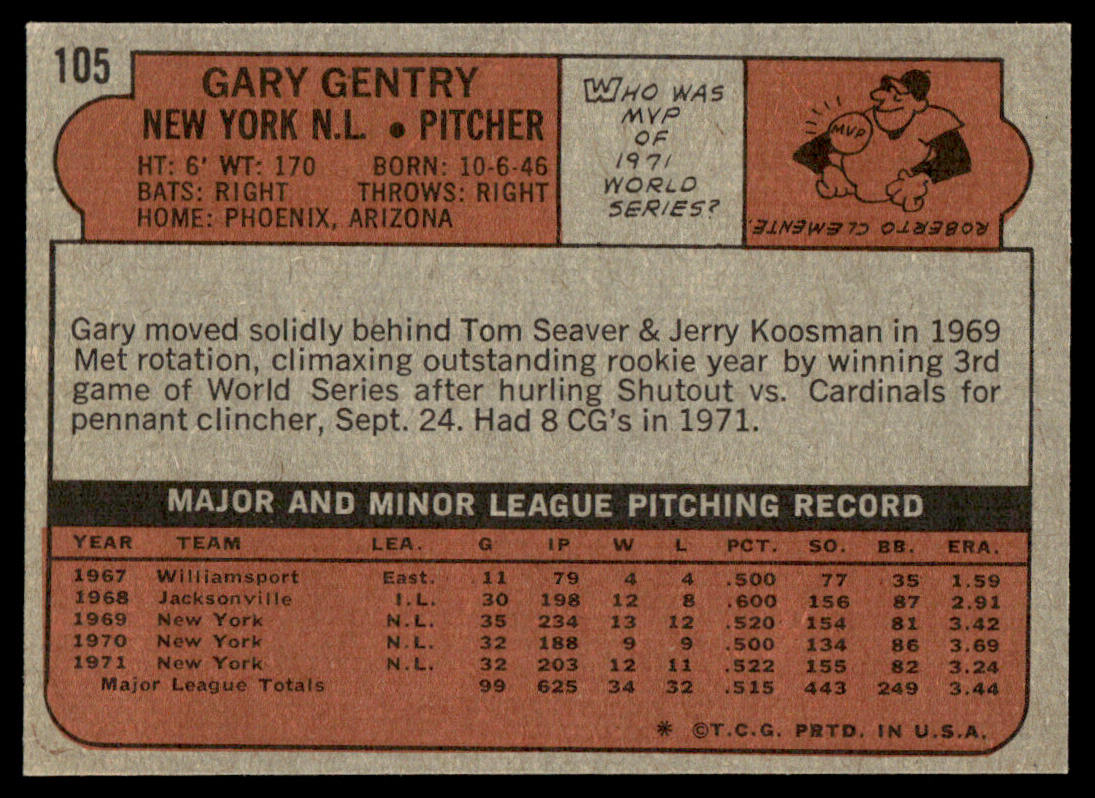 105
GARY GENTRY
NEW YORK N.L. • PITCHER
HT: 6' WT: 170 BORN: 10-6-46
BATS: RIGHT THROWS: RIGHT
HOME: PHOENIX, ARIZONA
WHO WAS
MVP
OF
1971
WORLD
SERIES?
MVP
ROBERTO CLEMENTE.
Gary moved solidly behind Tom Seaver & Jerry Koosman in 1969
Met rotation, climaxing outstanding rookie year by winning 3rd
game of World Series after hurling Shutout vs. Cardinals for
pennant clincher, Sept. 24. Had 8 CG's in 1971.
MAJOR AND MINOR LEAGUE PITCHING RECORD
YEAR TEAM LEA. G IP W L PCT. SO. BB. ERA.
1967 Williamsport East. 11 79 4 4 .500 77 35 1.59
1968 Jacksonville I.L. 30 198 12 8 .600 156 87 2.91
1969 New York N.L. 35 234 13 12 .520 154 81 3.42
1970 New York N.L. 32 188 9 9 .500 134 86 3.69
1971 New York N.L. 32 203 12 11 .522 155 82 3.24
Major League Totals 99 625 34 32 .515 443 249 3.44
* ©T.C.G. PRTD. IN U.S.A.